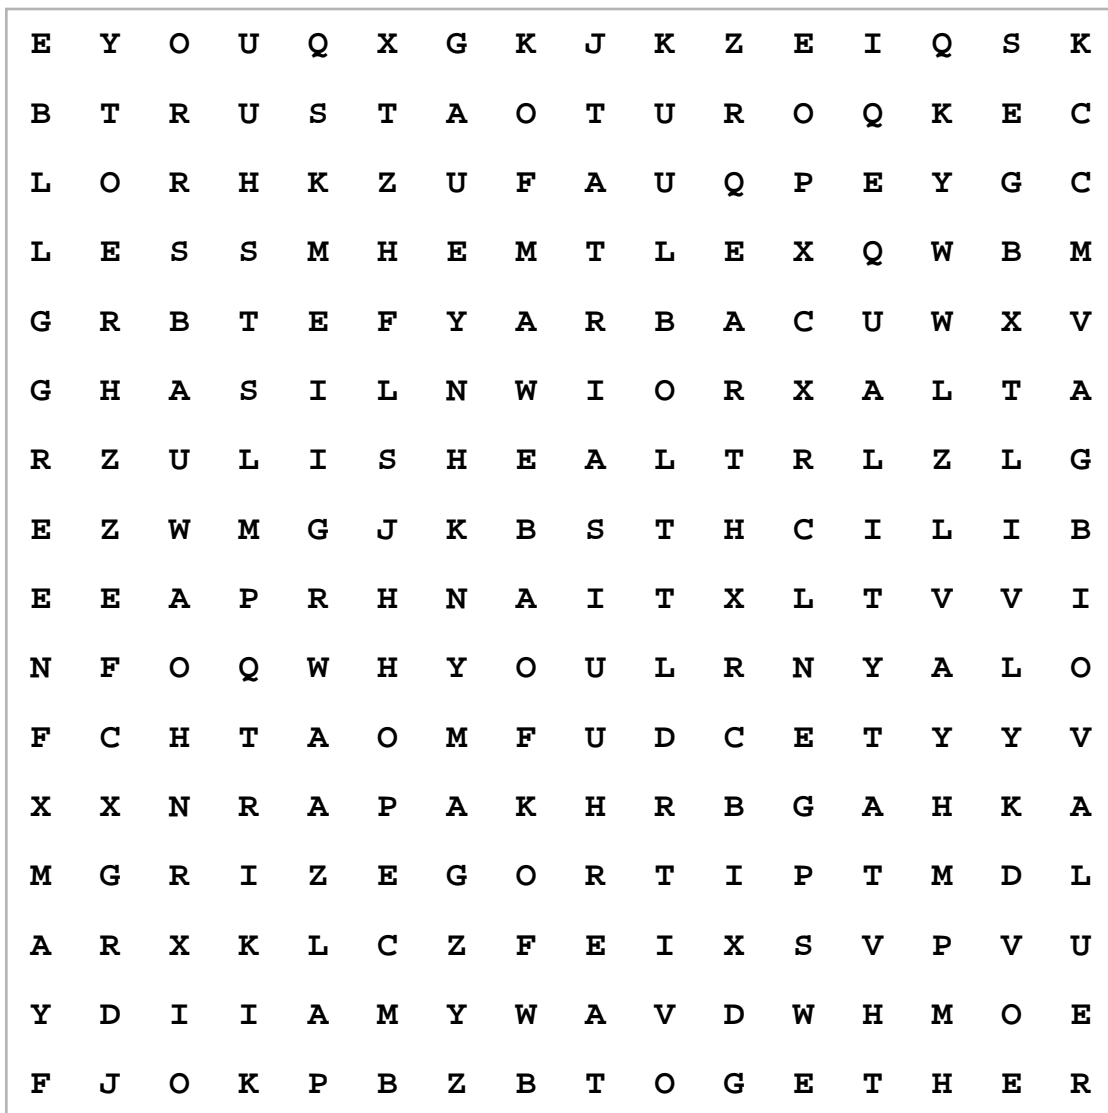 E Y O U Q X G K J K Z E I Q S K
B T R U S T A O T U R O Q K E C
L O R H K Z U F A U Q P E Y G C
L E S S M H E M T L E X Q W B M
G R B T E F Y A R B A C U W X V
G H A S I L N W I O R X A L T A
R Z U L I S H E A L T R L Z L G
E Z W M G J K B S T H C I L I B
E E A P R H N A I T X L T V V I
N F O Q W H Y O U L R N Y A L O
F C H T A O M F U D C E T Y Y V
X X N R A P A K H R B G A H K A
M G R I Z E G O R T I P T M D L
A R X K L C Z F E I X S V P V U
Y D I I A M Y W A V D W H M O E
F J O K P B Z B T O G E T H E R